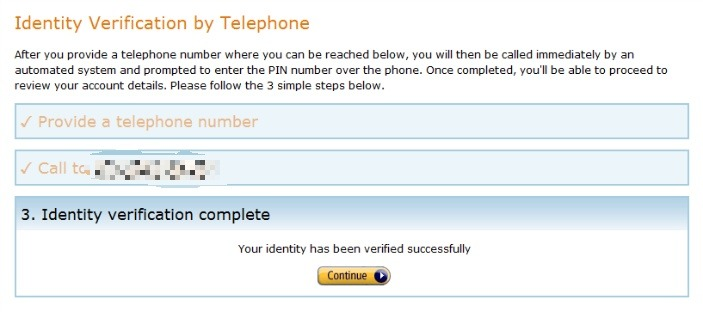 Identity Verification by Telephone
After you provide a telephone number where you can be reached below, you will then be called immediately by an
automated system and prompted to enter the PIN number over the phone. Once completed, you'll be able to proceed to
review your account details. Please follow the 3 simple steps below.
✓ Provide a telephone number
✓ Call to
3. Identity verification complete
Your identity has been verified successfully
Continue